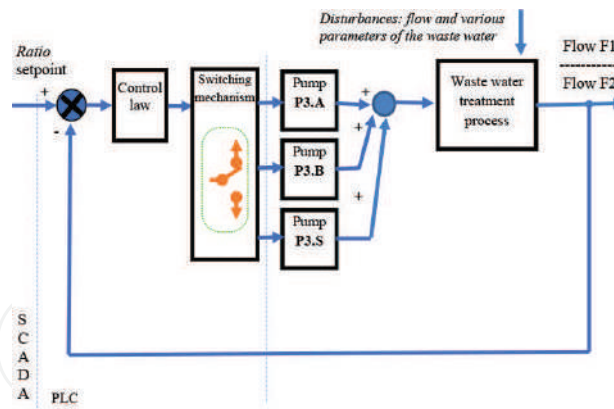 Disturbances: flow and various
parameters of the waste water
Ratio
setpoint
+
-
Control
law
Switching
mechanism
Pump
P3.A
+
Pump
P3.B
+
Pump
P3.S
+
Waste water
treatment
process
Flow F1
Flow F2
S
C
A
D
A
PLC